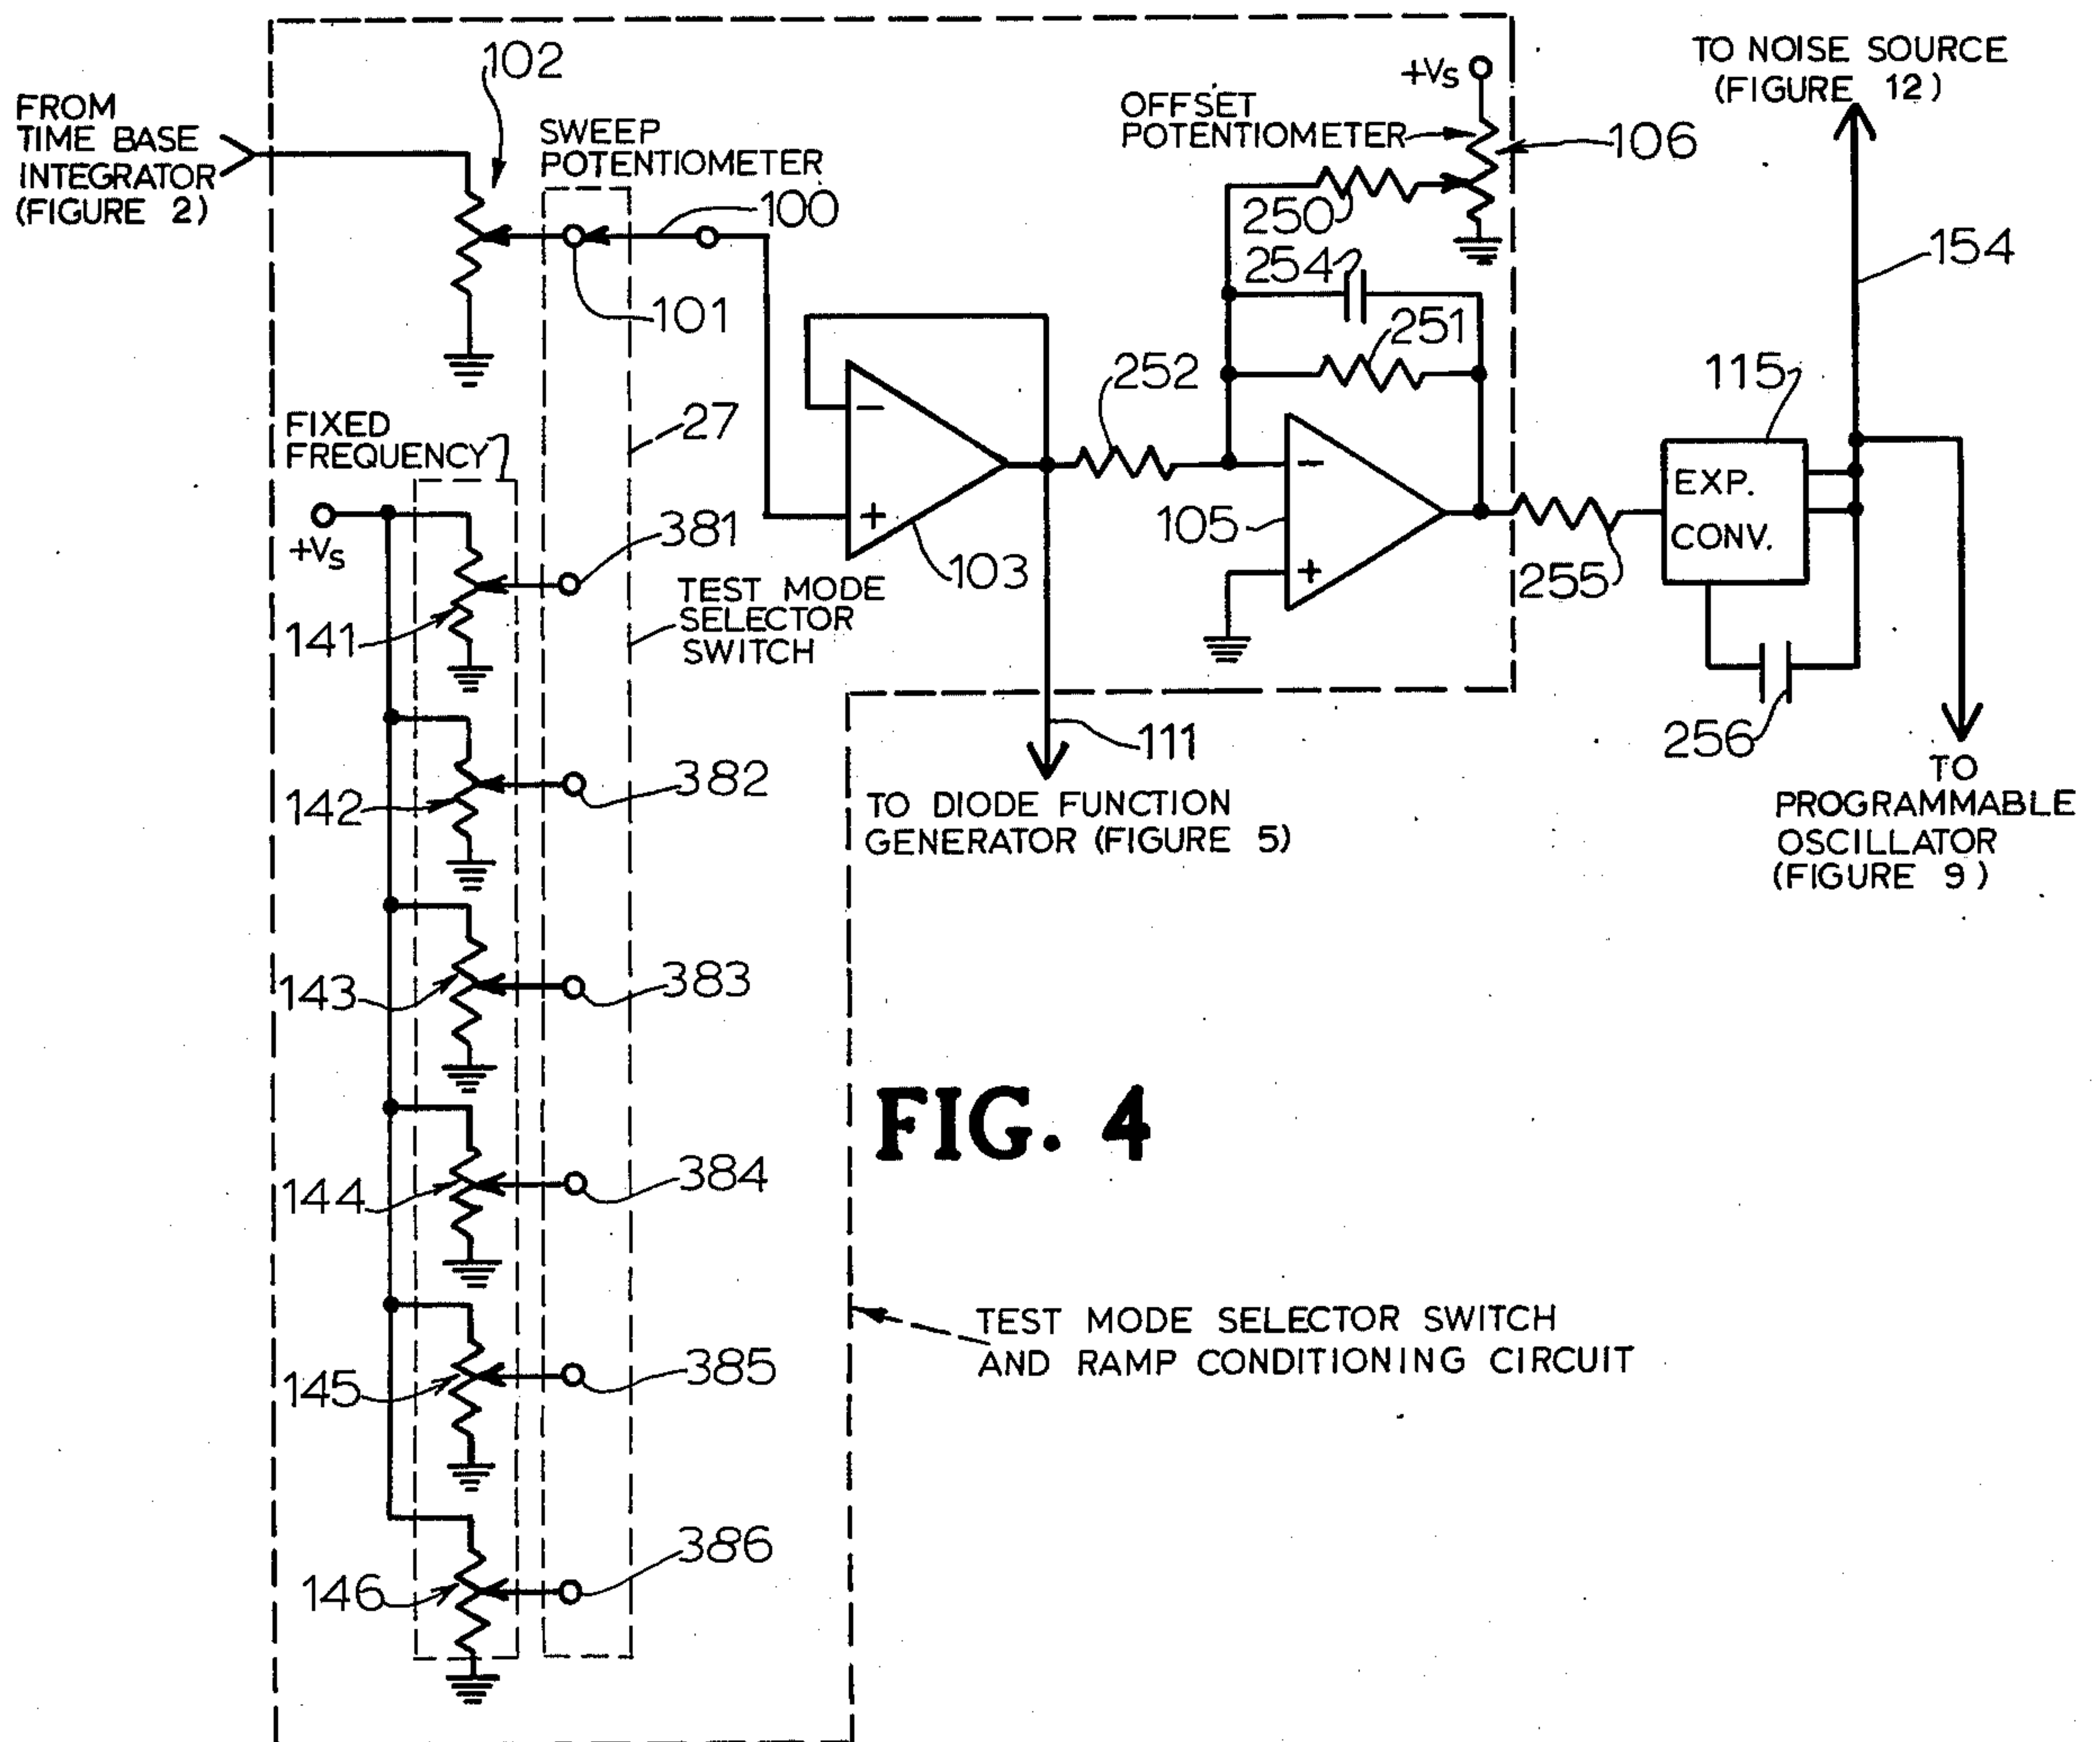 FROM
TIME BASE
INTEGRATOR
(FIGURE 2)
102
SWEEP
POTENTIOMETER
100
101
27
FIXED
FREQUENCY
+Vs
141
142
143
144
145
146
381
382
383
384
385
386
TEST MODE
SELECTOR
SWITCH
−
+
103
111
TO DIODE FUNCTION
GENERATOR (FIGURE 5)
252
OFFSET
POTENTIOMETER
+Vs
106
250
254
251
−
+
105
255
115
EXP.
CONV.
256
154
TO NOISE SOURCE
(FIGURE 12)
TO
PROGRAMMABLE
OSCILLATOR
(FIGURE 9)
FIG. 4
TEST MODE SELECTOR SWITCH
AND RAMP CONDITIONING CIRCUIT